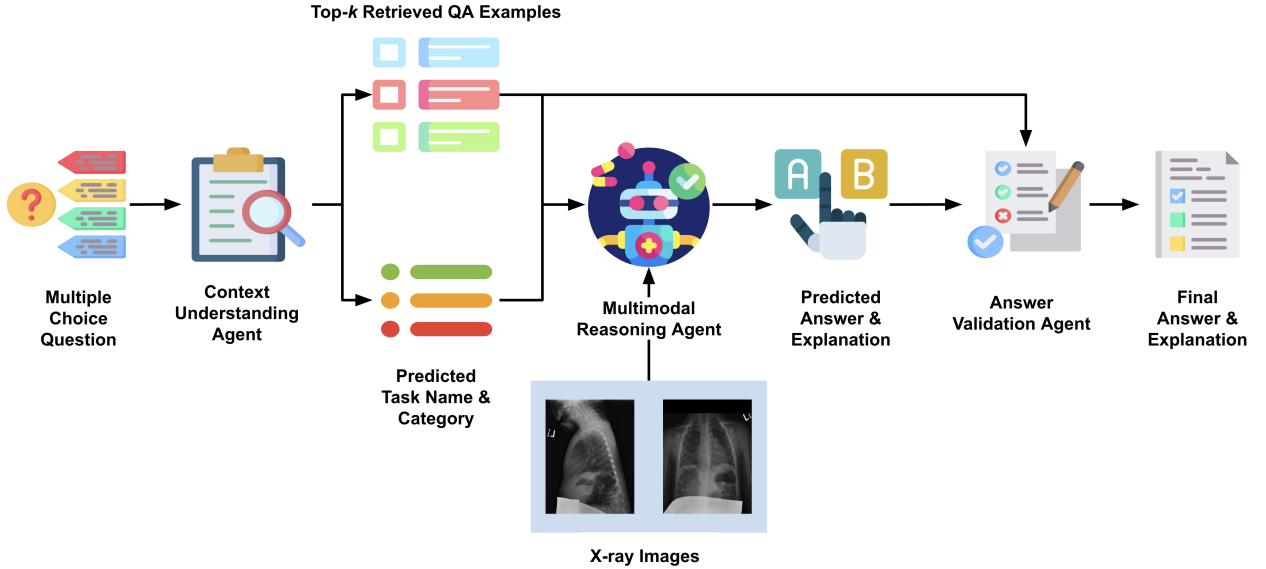 Top-k Retrieved QA Examples
?
A
B
Multiple
Choice
Question
Context
Understanding
Agent
Predicted
Task Name &
Category
Multimodal
Reasoning Agent
Predicted
Answer &
Explanation
Answer
Validation Agent
Final
Answer &
Explanation
X-ray Images